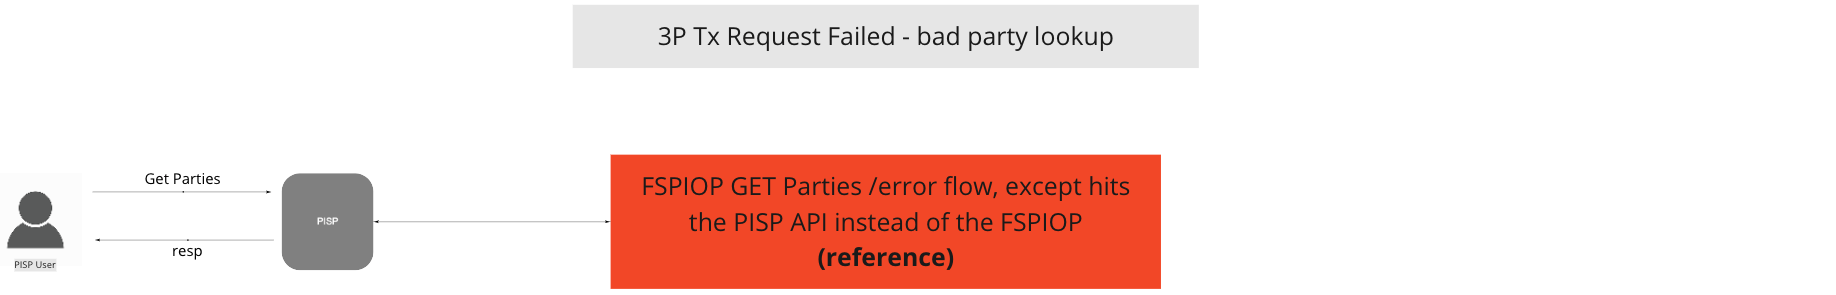 3P Tx Request Failed - bad party lookup
Get Parties
FSPIOP GET Parties /error flow, except hits
the PISP API instead of the FSPIOP
(reference)
PISP
resp
PISP User